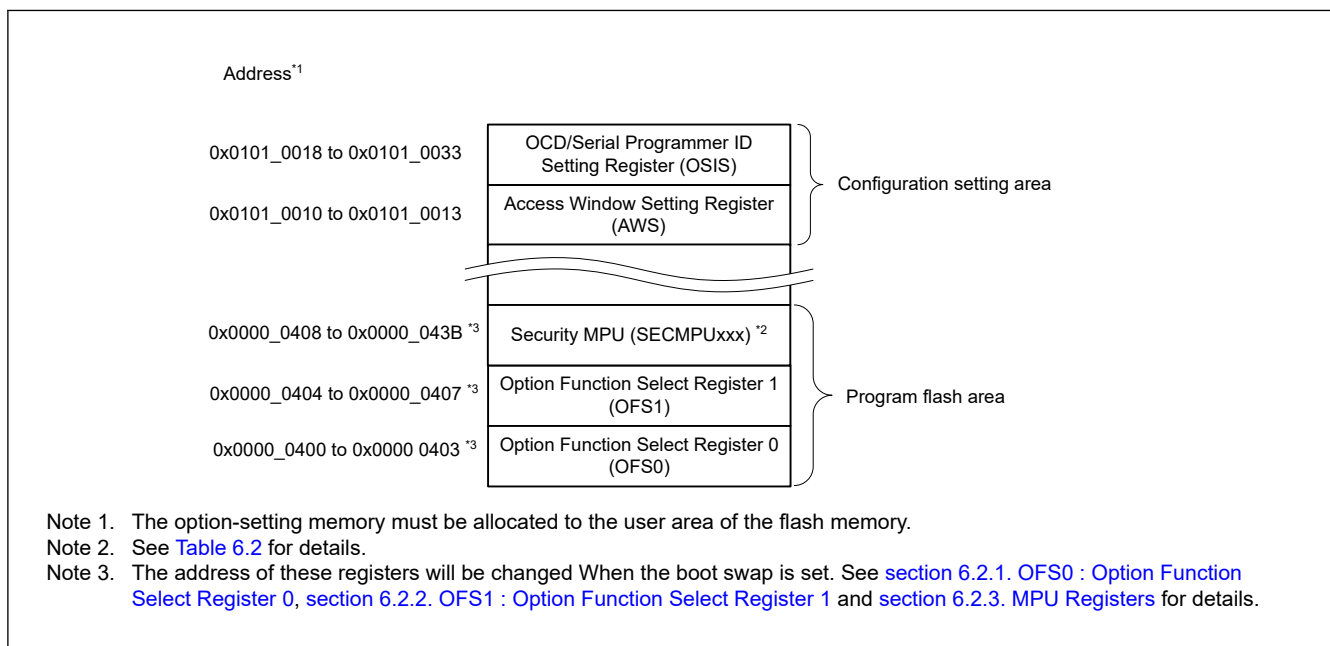 Address*1
0x0101_0018 to 0x0101_0033
OCD/Serial Programmer ID
Setting Register (OSIS)
Configuration setting area
0x0101_0010 to 0x0101_0013
Access Window Setting Register
(AWS)
0x0000_0408 to 0x0000_043B *3
Security MPU (SECMPUxxx) *2
0x0000_0404 to 0x0000_0407 *3
Option Function Select Register 1
(OFS1)
Program flash area
0x0000_0400 to 0x0000 0403 *3
Option Function Select Register 0
(OFS0)
Note 1. The option-setting memory must be allocated to the user area of the flash memory.
Note 2. See Table 6.2 for details.
Note 3. The address of these registers will be changed When the boot swap is set. See section 6.2.1. OFS0 : Option Function
Select Register 0, section 6.2.2. OFS1 : Option Function Select Register 1 and section 6.2.3. MPU Registers for details.